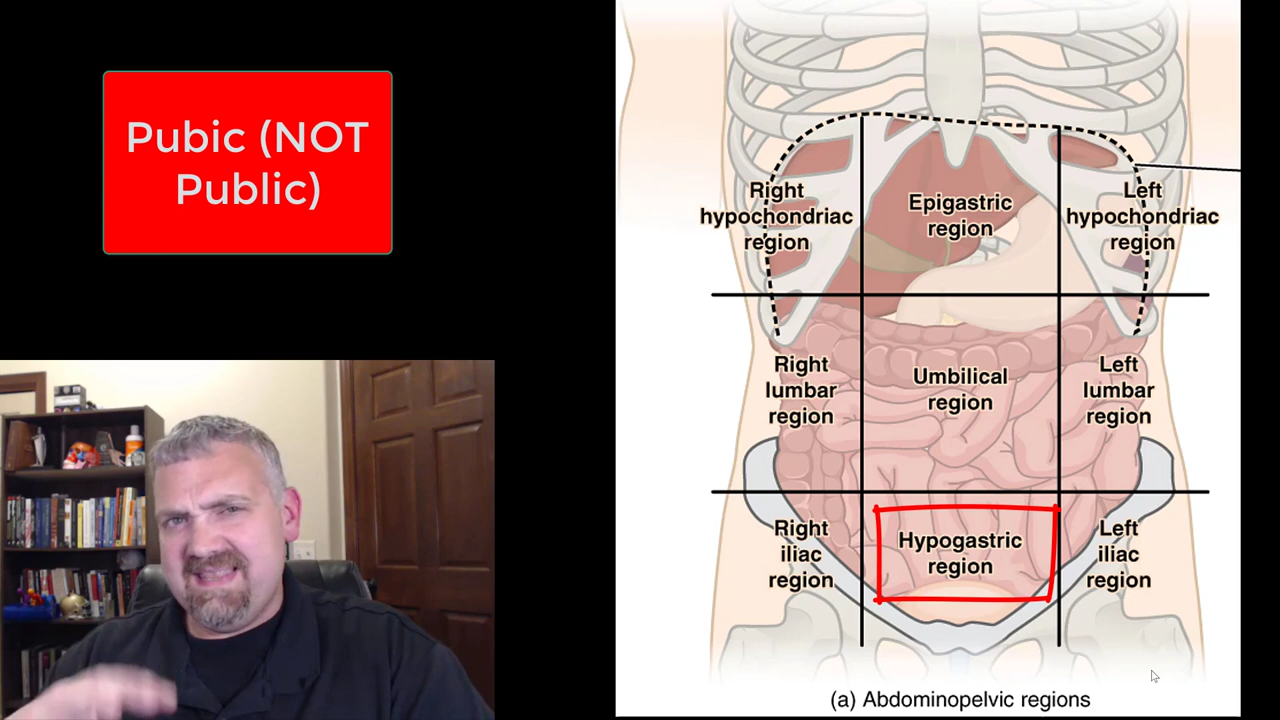 Pubic (NOT
Public)
Right
hypochondriac
region
Epigastric
region
Left
hypochondriac
region
Right
lumbar
region
Umbilical
region
Left
lumbar
region
Right
iliac
region
Hypogastric
region
Left
iliac
region
(a) Abdominopelvic regions